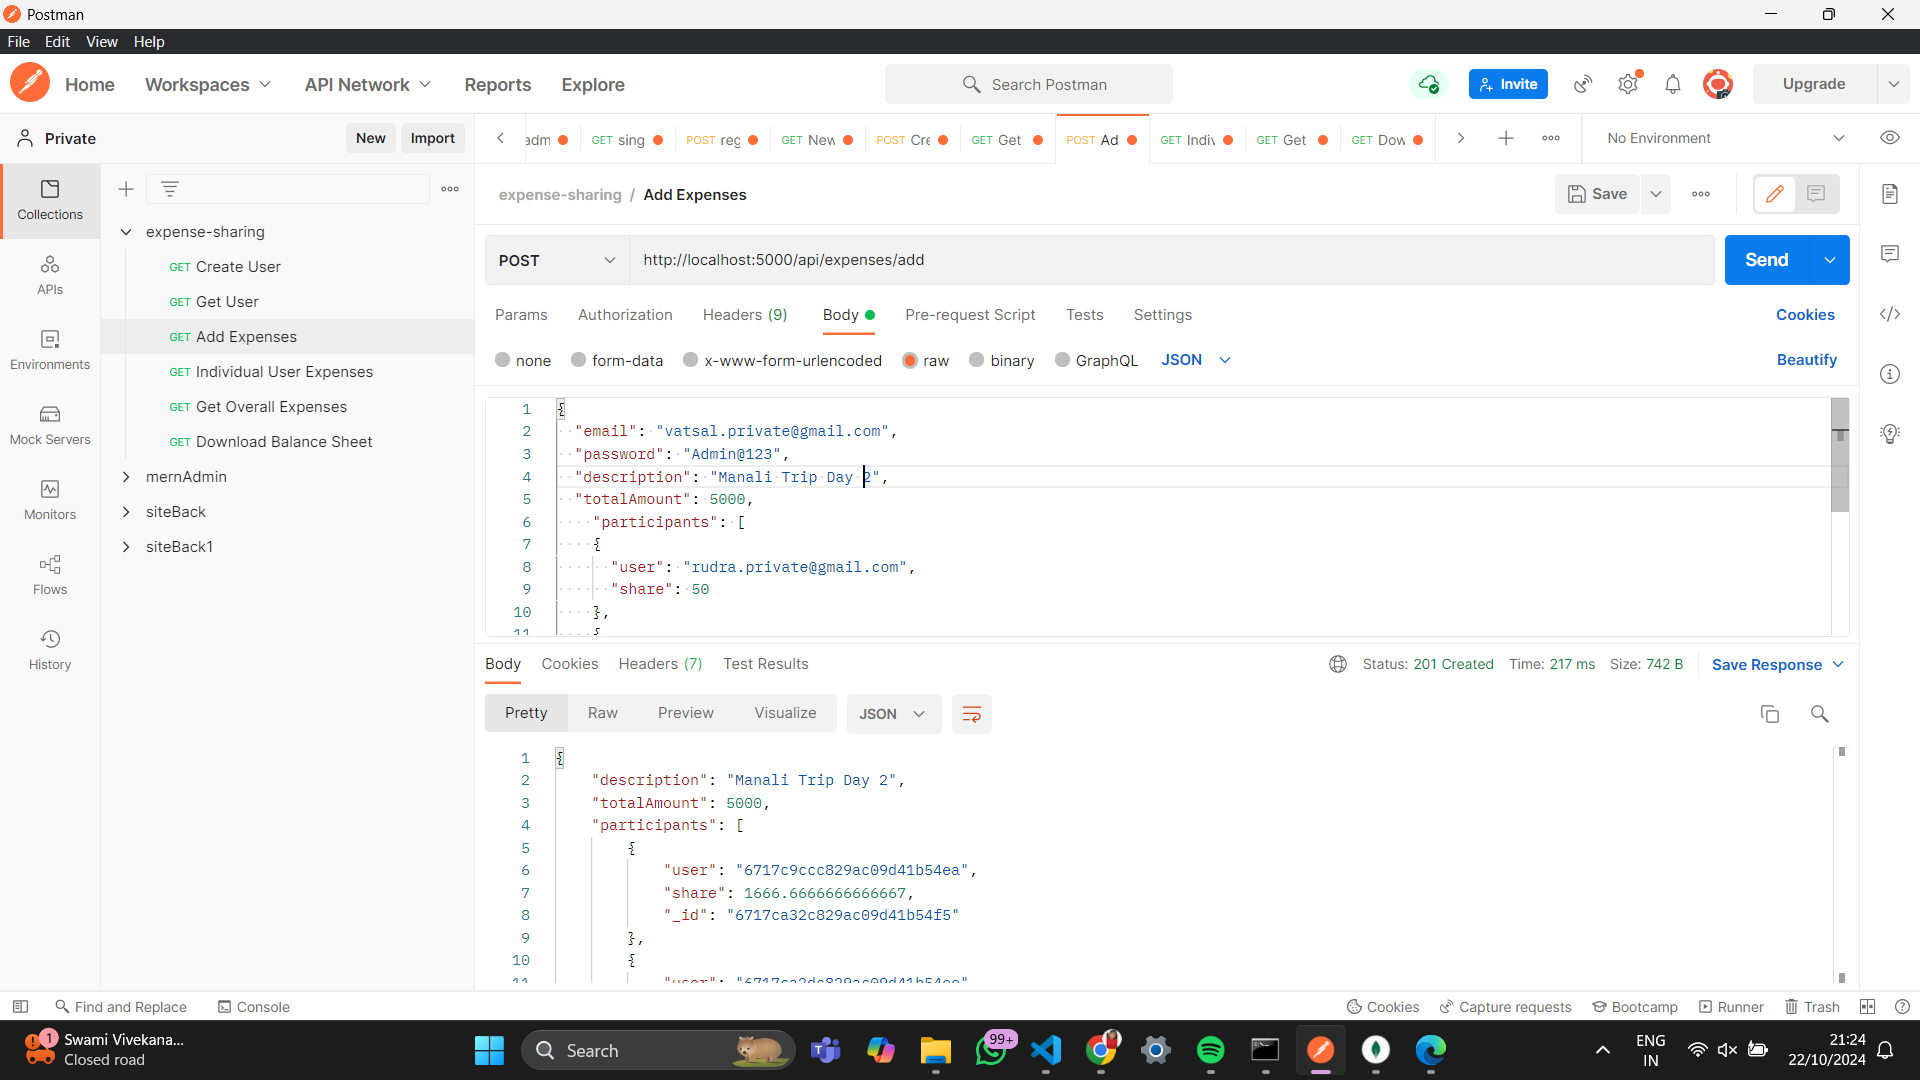 Postman
File Edit View Help
Home Workspaces API Network Reports Explore Search Postman Invite Upgrade
Private New Import adm GET sing POST reg GET New POST Cre GET Get POST Ad GET Indiv GET Get GET Dow No Environment
Collections
APIs
Environments
Mock Servers
Monitors
Flows
History
expense-sharing
GET Create User
GET Get User
GET Add Expenses
GET Individual User Expenses
GET Get Overall Expenses
GET Download Balance Sheet
mernAdmin
siteBack
siteBack1
expense-sharing / Add Expenses Save
POST http://localhost:5000/api/expenses/add Send
Params Authorization Headers (9) Body Pre-request Script Tests Settings Cookies
none form-data x-www-form-urlencoded raw binary GraphQL JSON Beautify
1 {
2 "email": "vatsal.private@gmail.com",
3 "password": "Admin@123",
4 "description": "Manali Trip Day 2",
5 "totalAmount": 5000,
6 "participants": [
7 {
8 "user": "rudra.private@gmail.com",
9 "share": 50
10 },
11 {
Body Cookies Headers (7) Test Results Status: 201 Created Time: 217 ms Size: 742 B Save Response
Pretty Raw Preview Visualize JSON
1 {
2 "description": "Manali Trip Day 2",
3 "totalAmount": 5000,
4 "participants": [
5 {
6 "user": "6717c9ccc829ac09d41b54ea",
7 "share": 1666.6666666666667,
8 "_id": "6717ca32c829ac09d41b54f5"
9 },
10 {
11 "user":
Find and Replace Console Cookies Capture requests Bootcamp Runner Trash
1 Swami Vivekana...
Closed road
Search
99+
ENG
IN
21:24
22/10/2024